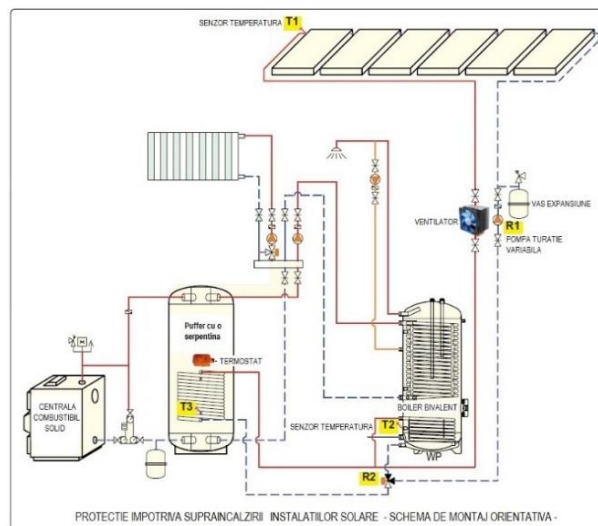 SENZOR TEMPERATURA T1
VENTILATOR
VAS EXPANSIUNE
R1
POMPA TURATIE
VARIABILA
Puffer cu o
serpentina
TERMOSTAT
T3
CENTRALA
COMBUSTIBIL
SOLID
BOILER BIVALENT
SENZOR TEMPERATURA T2
WP
R2
PROTECTIE IMPOTRIVA SUPRAINCALZIRII INSTALATIILOR SOLARE - SCHEMA DE MONTAJ ORIENTATIVA -